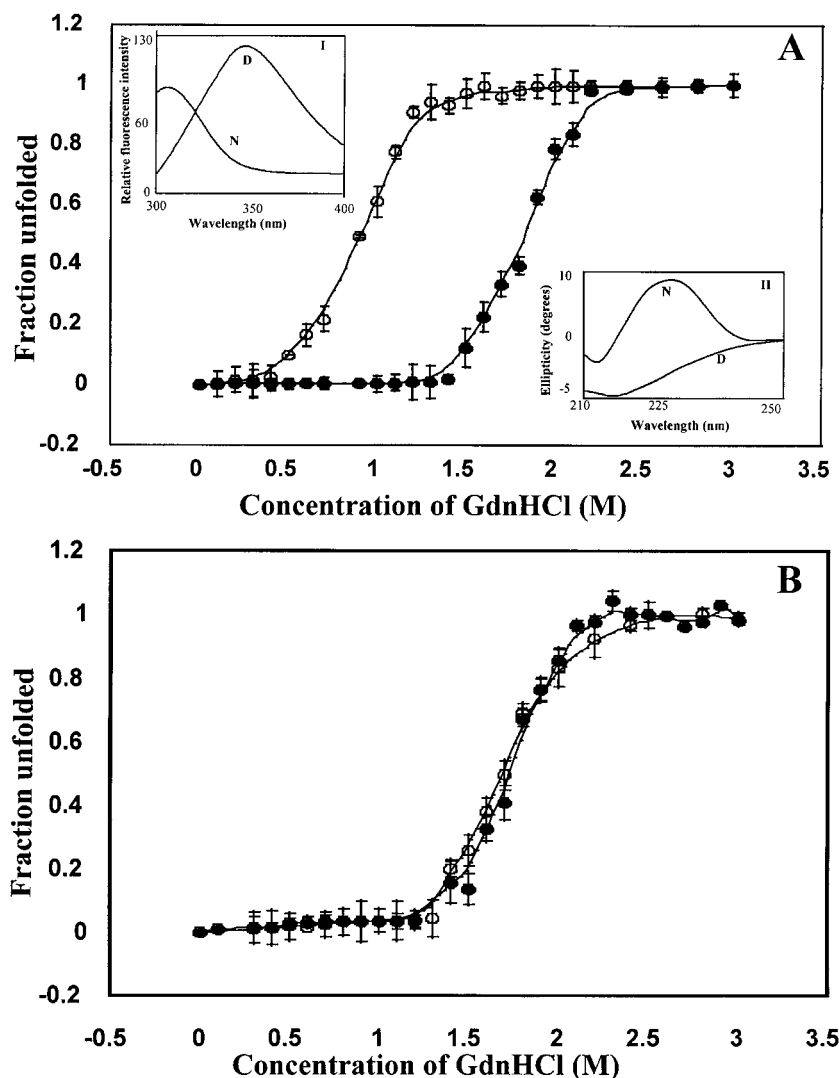 A
1.2
1
0.8
0.6
0.4
0.2
0
-0.2
Fraction unfolded
-0.5 0 0.5 1 1.5 2 2.5 3 3.5
Concentration of GdnHCl (M)
I
130
60
0
Relative fluorescence intensity
D
N
300 350 400
Wavelength (nm)
II
10
0
-5
Ellipticity (degrees)
N
D
210 225 250
Wavelength (nm)
B
1.2
1
0.8
0.6
0.4
0.2
0
-0.2
Fraction unfolded
-0.5 0 0.5 1 1.5 2 2.5 3 3.5
Concentration of GdnHCl (M)